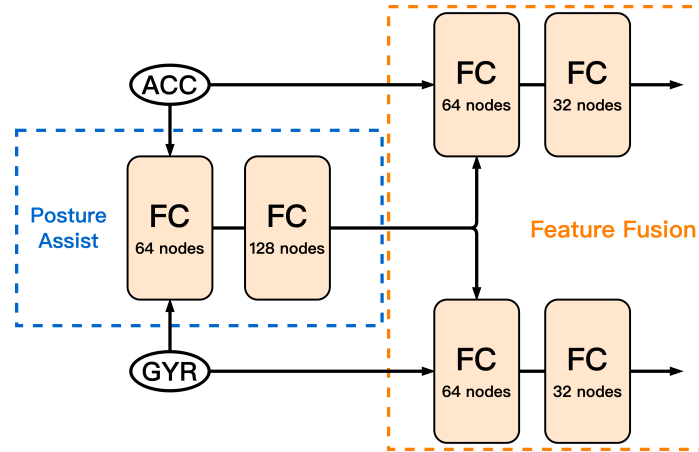 ACC
FC
64 nodes
FC
32 nodes
Posture
Assist
FC
64 nodes
FC
128 nodes
Feature Fusion
GYR
FC
64 nodes
FC
32 nodes